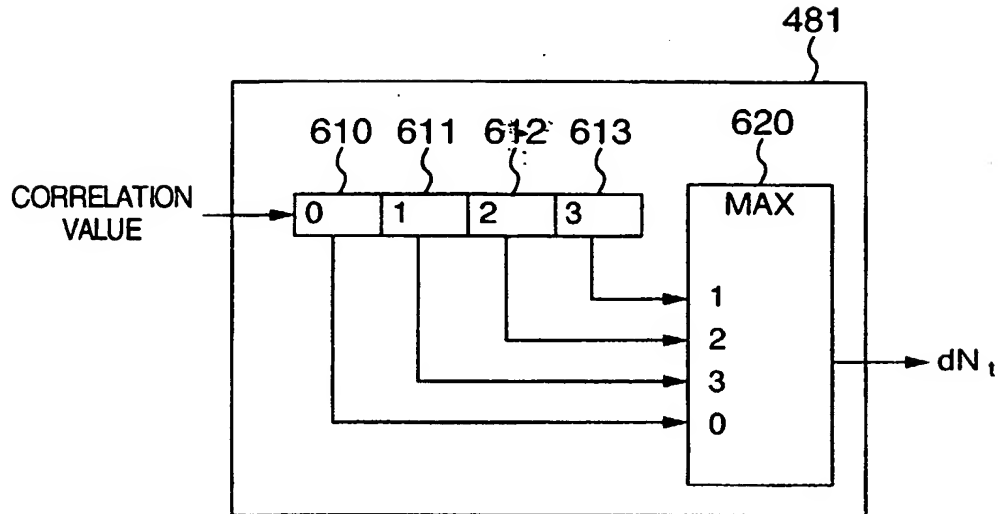 481
610 611 612 613 620
CORRELATION
VALUE
0 1 2 3
MAX
1
2
3
0
dN t